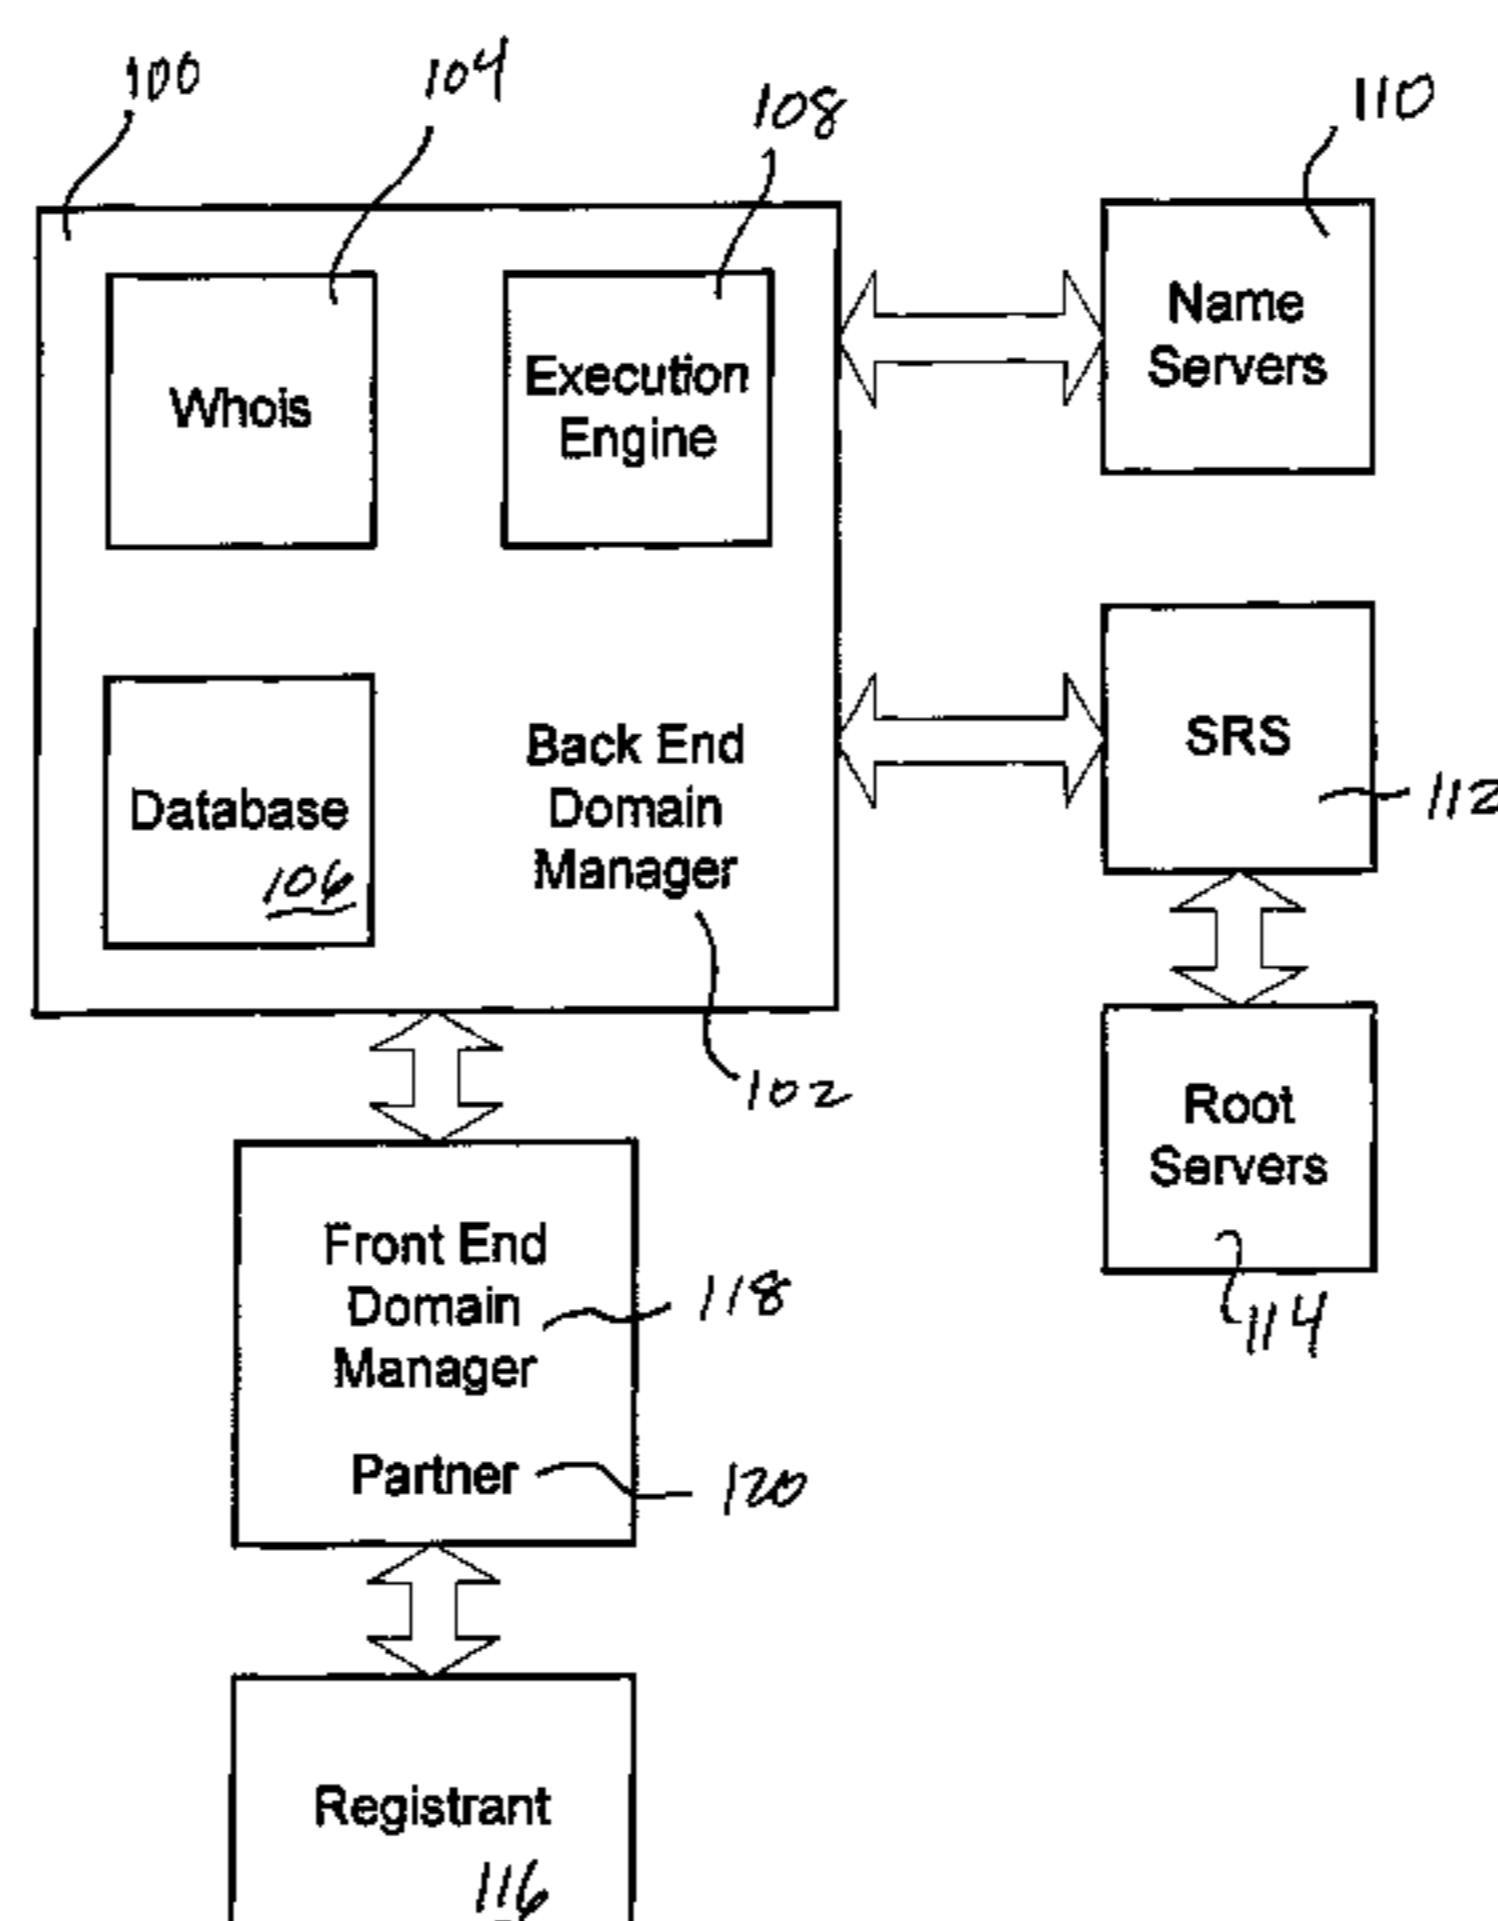 100
104
108
110
Whois
Execution
Engine
Name
Servers
Database
106
Back End
Domain
Manager
102
SRS
112
Root
Servers
114
Front End
Domain
Manager
118
Partner
120
Registrant
116